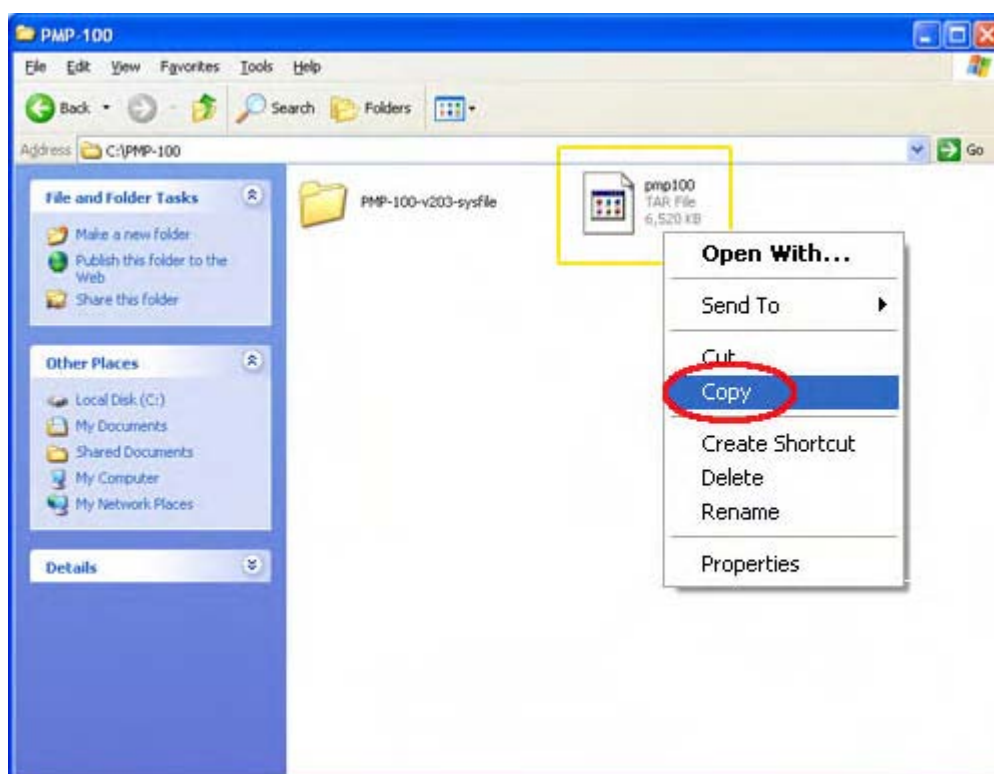 PMP-100
File Edit View Favorites Tools Help
Back Search Folders
Address C:\PMP-100 Go
File and Folder Tasks
Make a new folder
Publish this folder to the
Web
Share this folder
Other Places
Local Disk (C:)
My Documents
Shared Documents
My Computer
My Network Places
Details
PMP-100-v203-sysfile
pmp100
TAR File
6,520 KB
Open With...
Send To
Cut
Copy
Create Shortcut
Delete
Rename
Properties